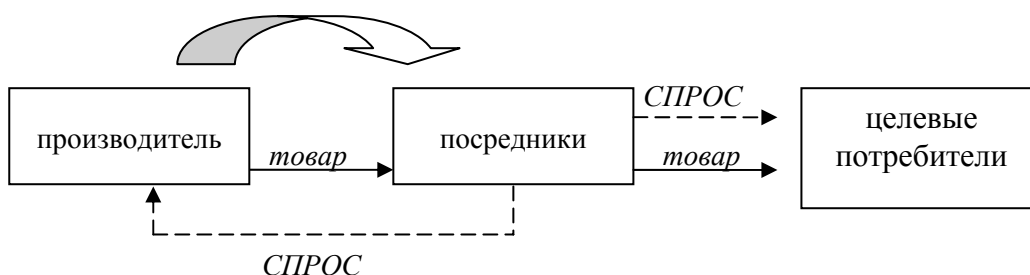 производитель
товар
посредники
СПРОС
товар
целевые
потребители
СПРОС